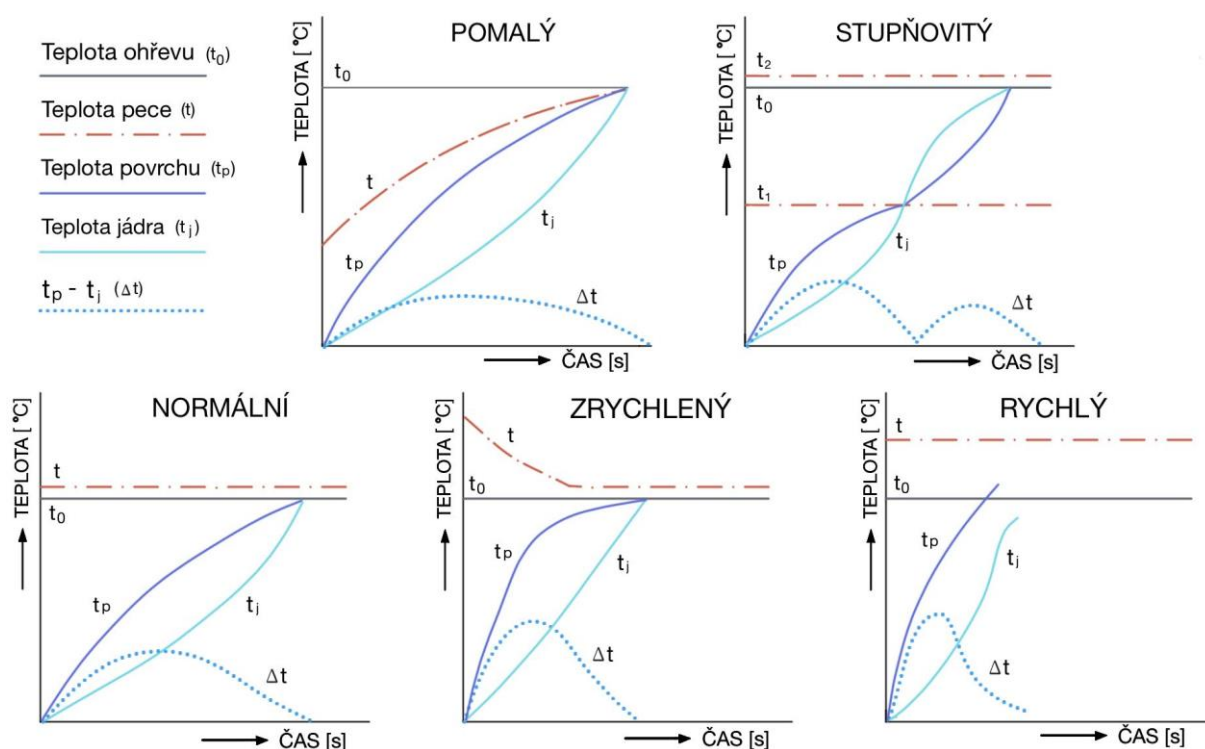 Teplota ohřevu (t₀)
Teplota pece (t)
Teplota povrchu (tₚ)
Teplota jádra (tⱼ)
tₚ - tⱼ (Δt)
POMALÝ
TEPLOTA [°C]
t₀
t
tₚ
tⱼ
Δt
ČAS [s]
STUPŇOVITÝ
TEPLOTA [°C]
t₂
t₀
t₁
tₚ
tⱼ
Δt
ČAS [s]
NORMÁLNÍ
TEPLOTA [°C]
t
t₀
tₚ
tⱼ
Δt
ČAS [s]
ZRYCHLENÝ
TEPLOTA [°C]
t
t₀
tₚ
tⱼ
Δt
ČAS [s]
RYCHLÝ
TEPLOTA [°C]
t
t₀
tₚ
tⱼ
Δt
ČAS [s]